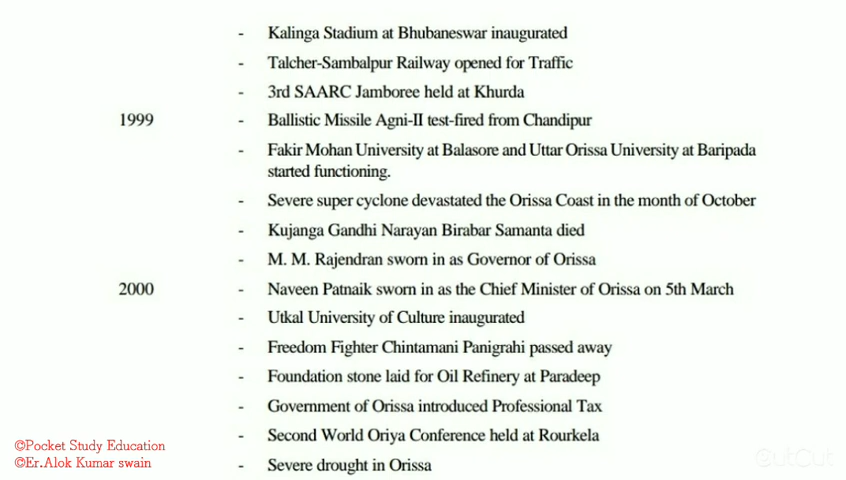 - Kalinga Stadium at Bhubaneswar inaugurated
- Talcher-Sambalpur Railway opened for Traffic
- 3rd SAARC Jamboree held at Khurda
1999 - Ballistic Missile Agni-II test-fired from Chandipur
- Fakir Mohan University at Balasore and Uttar Orissa University at Baripada
started functioning.
- Severe super cyclone devastated the Orissa Coast in the month of October
- Kujanga Gandhi Narayan Birabar Samanta died
- M. M. Rajendran sworn in as Governor of Orissa
2000 - Naveen Patnaik sworn in as the Chief Minister of Orissa on 5th March
- Utkal University of Culture inaugurated
- Freedom Fighter Chintamani Panigrahi passed away
- Foundation stone laid for Oil Refinery at Paradeep
- Government of Orissa introduced Professional Tax
- Second World Oriya Conference held at Rourkela
- Severe drought in Orissa
©Pocket Study Education
©Er.Alok Kumar swain
CutCut